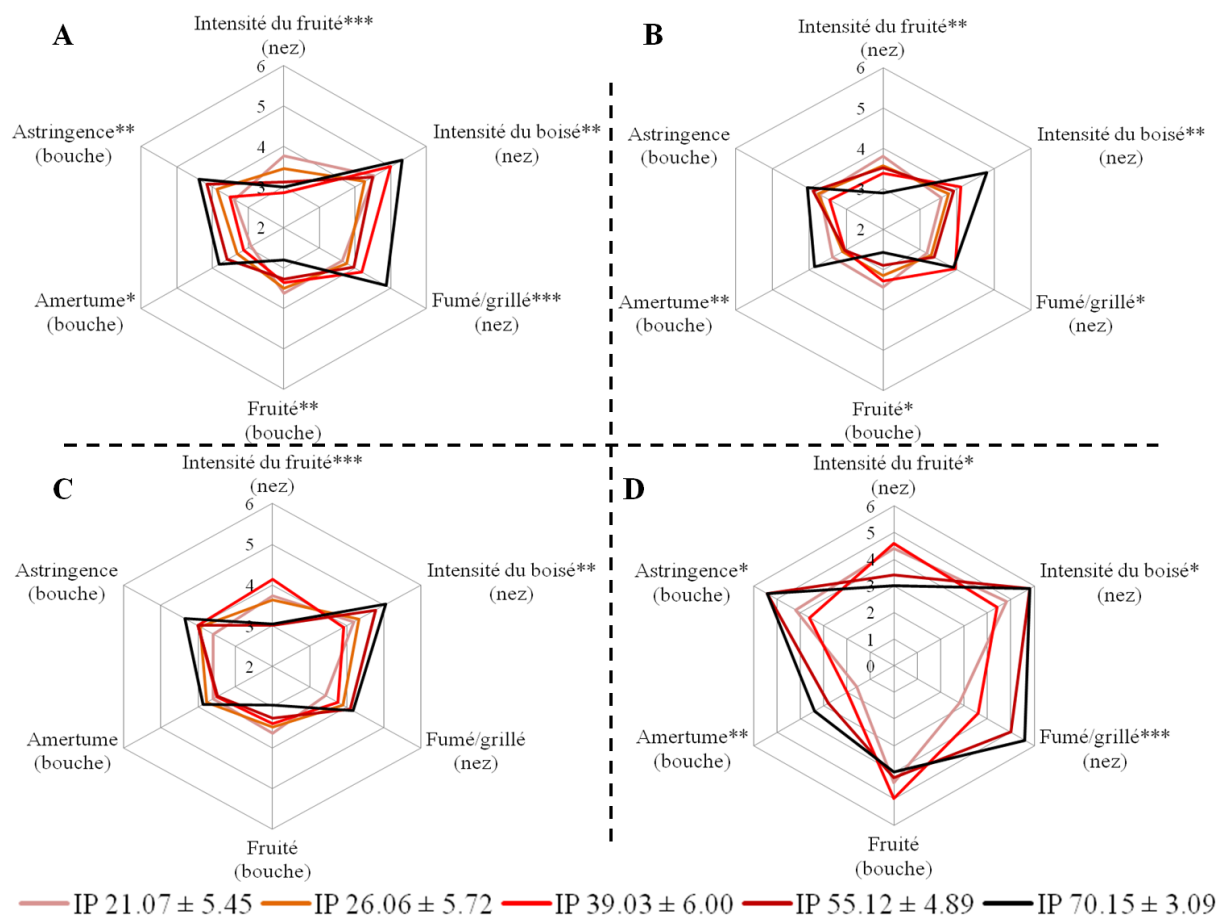 A
Intensité du fruité***
(nez)
6
5
4
3
2
Intensité du boisé**
(nez)
Fumé/grillé***
(nez)
Fruité**
(bouche)
Amertume*
(bouche)
Astringence**
(bouche)
B
Intensité du fruité**
(nez)
6
5
4
3
2
Intensité du boisé**
(nez)
Fumé/grillé*
(nez)
Fruité*
(bouche)
Amertume**
(bouche)
Astringence
(bouche)
C
Intensité du fruité***
(nez)
6
5
4
3
2
Intensité du boisé**
(nez)
Fumé/grillé
(nez)
Fruité
(bouche)
Amertume
(bouche)
Astringence
(bouche)
D
Intensité du fruité*
(nez)
6
5
4
3
2
1
0
Intensité du boisé*
(nez)
Fumé/grillé***
(nez)
Fruité
(bouche)
Amertume**
(bouche)
Astringence*
(bouche)
IP 21.07 ± 5.45 IP 26.06 ± 5.72 IP 39.03 ± 6.00 IP 55.12 ± 4.89 IP 70.15 ± 3.09